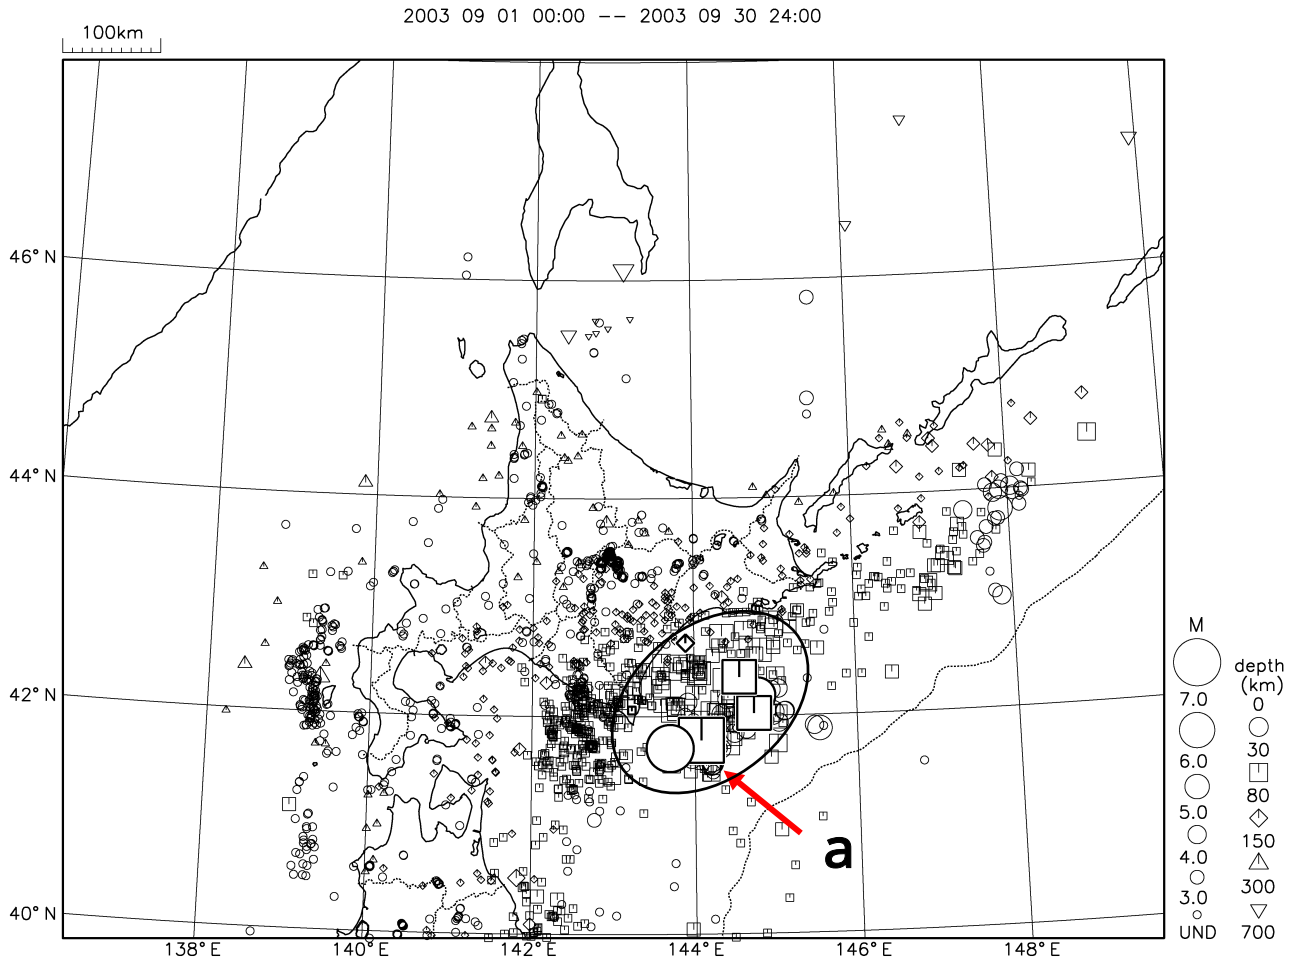 2003 09 01 00:00 -- 2003 09 30 24:00
100km
46° N
44° N
42° N
40° N
138° E
140° E
142° E
144° E
146° E
148° E
a
M
7.0
6.0
5.0
4.0
3.0
UND
depth
(km)
0
30
80
150
300
700